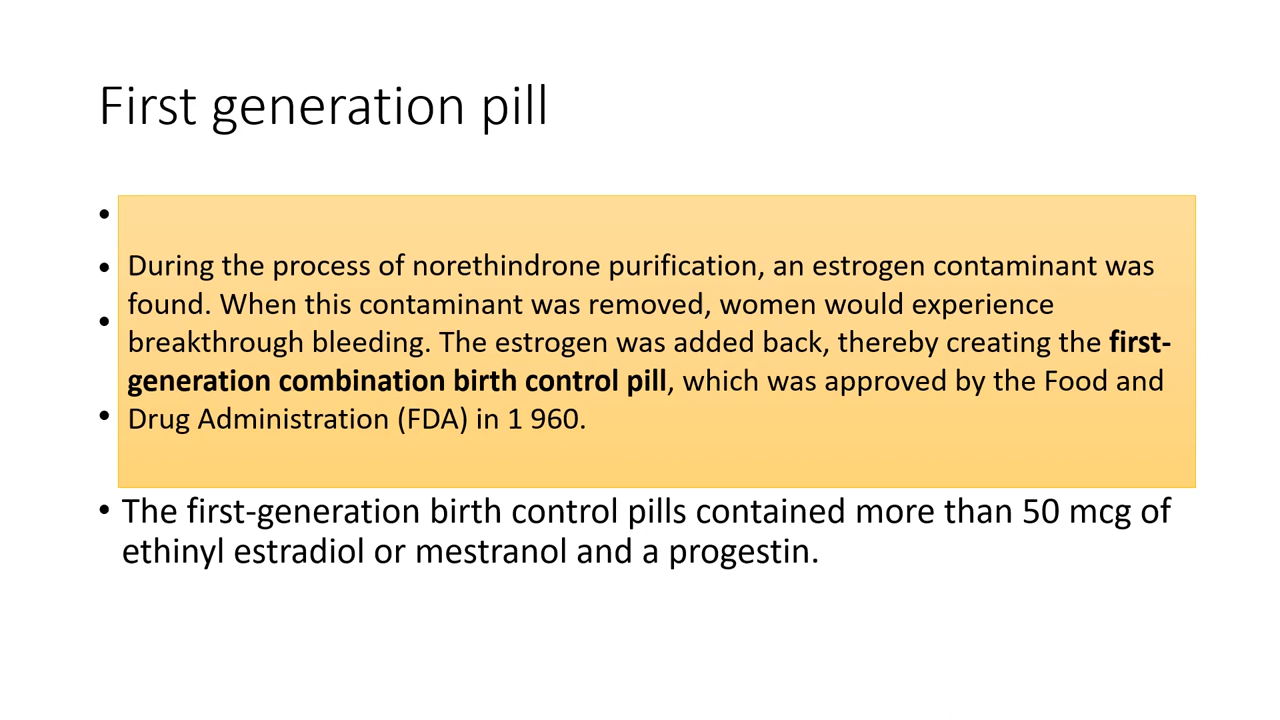 First generation pill
•
• During the process of norethindrone purification, an estrogen contaminant was
found. When this contaminant was removed, women would experience
•
breakthrough bleeding. The estrogen was added back, thereby creating the first-
generation combination birth control pill, which was approved by the Food and
• Drug Administration (FDA) in 1 960.
• The first-generation birth control pills contained more than 50 mcg of
ethinyl estradiol or mestranol and a progestin.